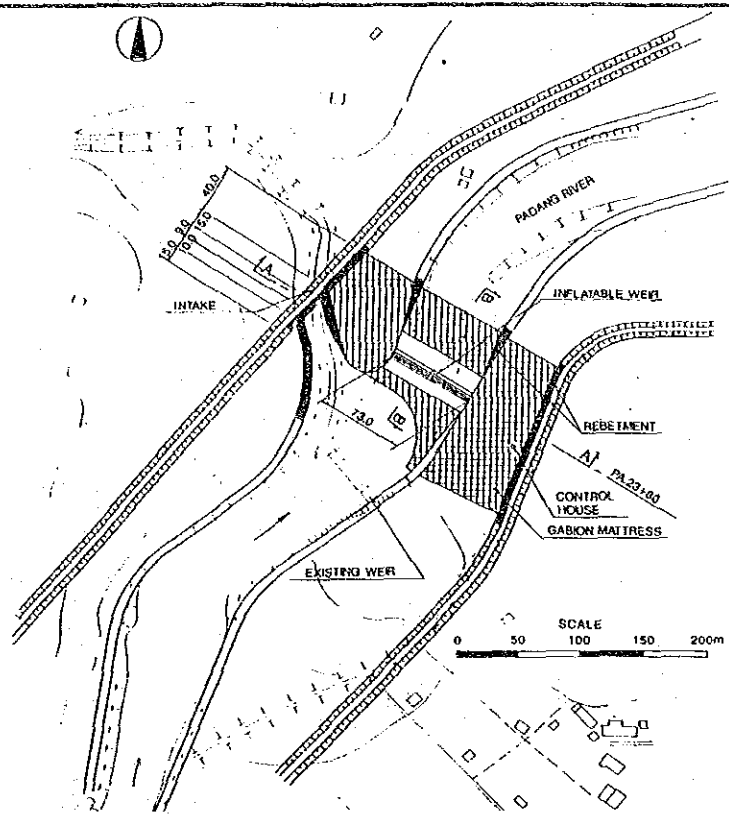 40.0
9.0 15.0
15.0 10.0
A
INTAKE
PADANG RIVER
B
INFLATABLE WEIR
REBETMENT
73.0
B
A
PA.23+80
CONTROL
HOUSE
GABION MATTRESS
EXISTING WEIR
SCALE
0 50 100 150 200m